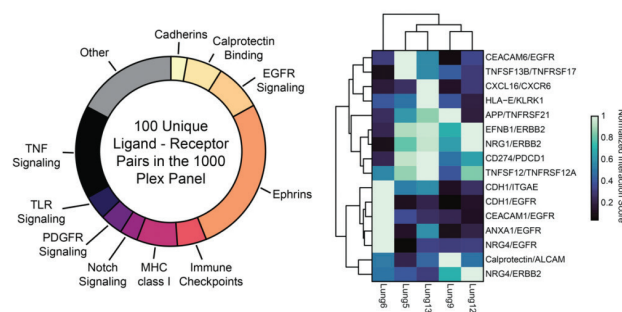 Cadherins
Calprotectin
Binding
EGFR
Signaling
Ephrins
Immune
Checkpoints
MHC
class I
Notch
Signaling
PDGFR
Signaling
TLR
Signaling
TNF
Signaling
Other
100 Unique
Ligand - Receptor
Pairs in the 1000
Plex Panel
CEACAM6/EGFR
TNFSF13B/TNFRSF17
CXCL16/CXCR6
HLA-E/KLRK1
APP/TNFRSF21
EFNB1/ERBB2
NRG1/ERBB2
CD274/PDCD1
TNFSF12/TNFRSF12A
CDH1/ITGAE
CDH1/EGFR
CEACAM1/EGFR
ANXA1/EGFR
NRG4/EGFR
Calprotectin/ALCAM
NRG4/ERBB2
Lung6
Lung5
Lung13
Lung9
Lung12
1
0.8
0.6
0.4
0.2
Normalized Interaction Score